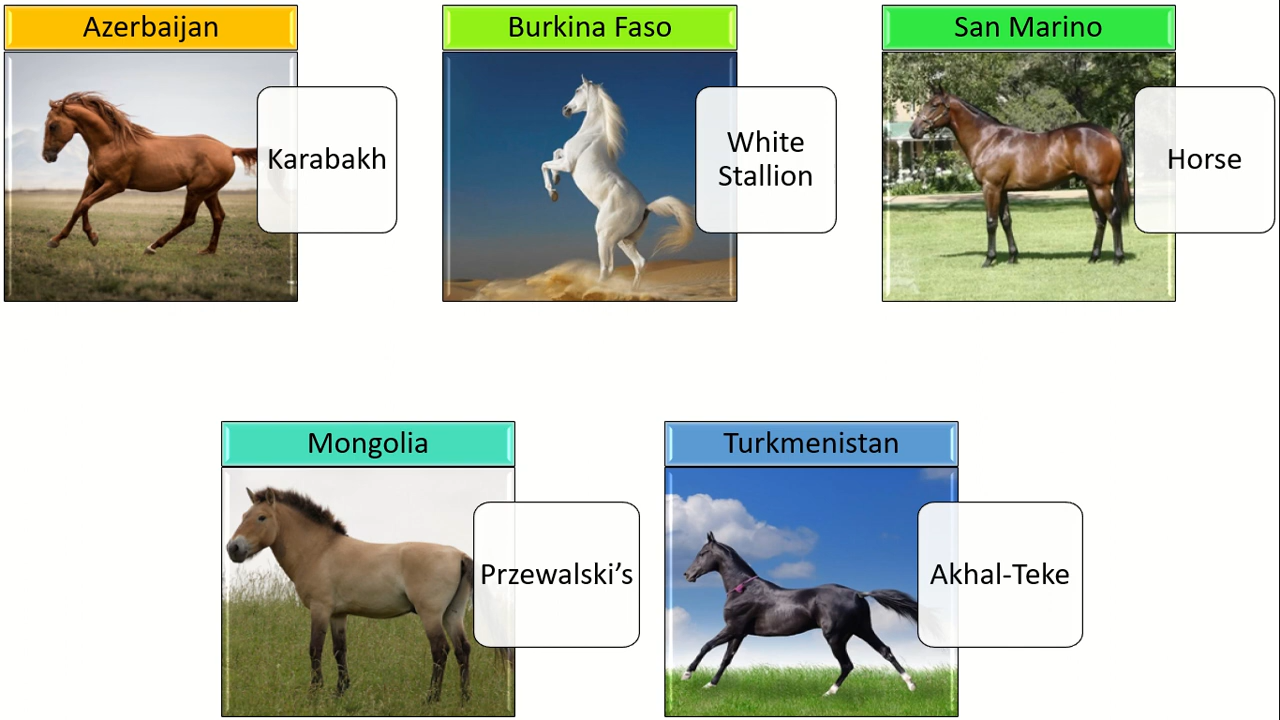 Azerbaijan
Karabakh
Burkina Faso
White
Stallion
San Marino
Horse
Mongolia
Przewalski’s
Turkmenistan
Akhal-Teke